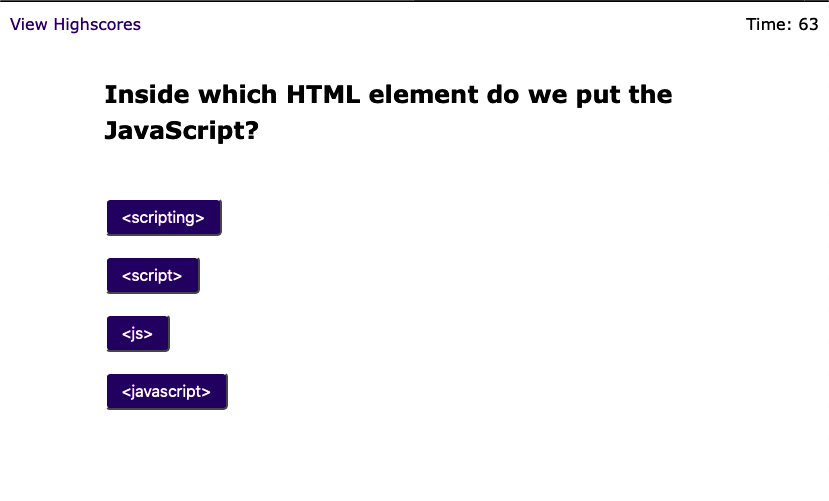 View Highscores
Time: 63
Inside which HTML element do we put the
JavaScript?
<scripting>
<script>
<js>
<javascript>